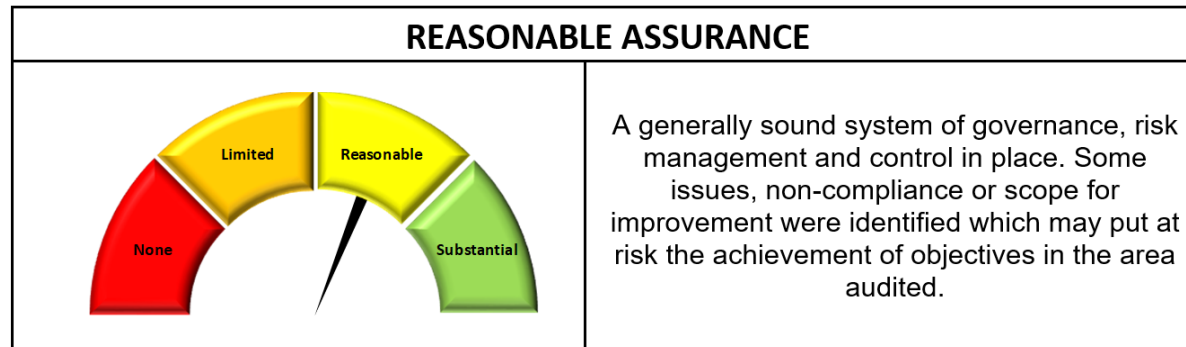 REASONABLE ASSURANCE
Limited
Reasonable
None
Substantial
A generally sound system of governance, risk
management and control in place. Some
issues, non-compliance or scope for
improvement were identified which may put at
risk the achievement of objectives in the area
audited.